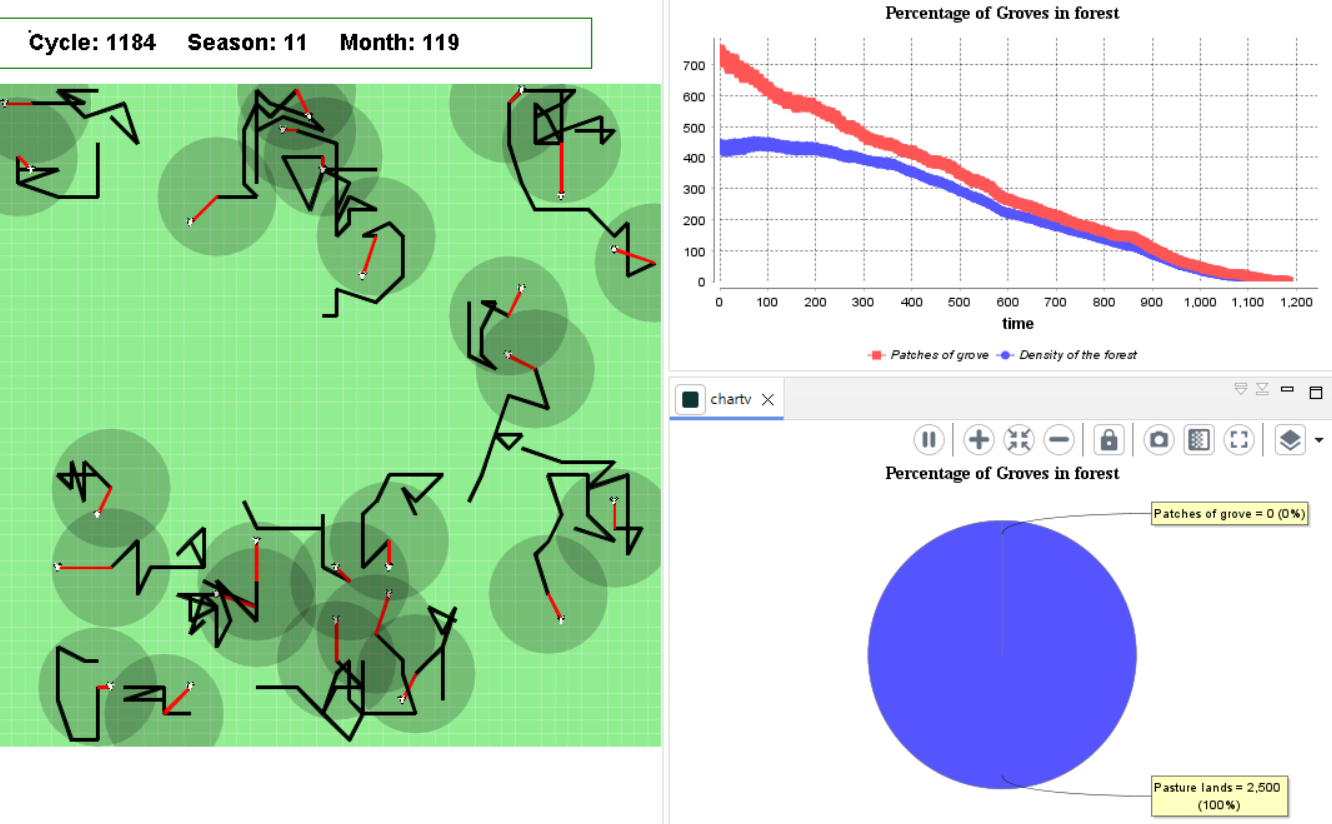 Cycle: 1184 Season: 11 Month: 119
Percentage of Groves in forest
700
600
500
400
300
200
100
0
0 100 200 300 400 500 600 700 800 900 1,000 1,100 1,200
time
Patches of grove Density of the forest
chartv
Percentage of Groves in forest
Patches of grove = 0 (0%)
Pasture lands = 2,500
(100%)